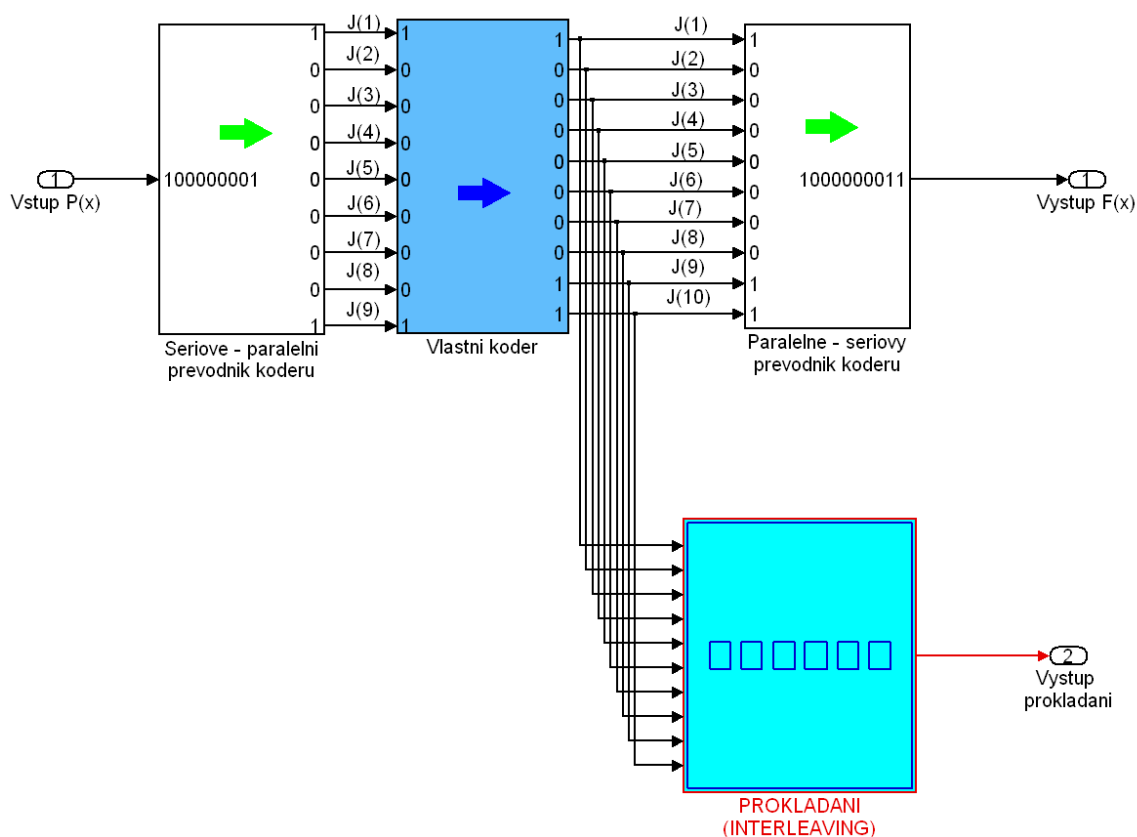 J(1)
J(2)
J(3)
J(4)
J(5)
J(6)
J(7)
J(8)
J(9)
1
0
0
0
0
0
0
0
1
1
0
0
0
0
0
0
0
1
1
0
0
0
0
0
0
0
1
1
J(1)
J(2)
J(3)
J(4)
J(5)
J(6)
J(7)
J(8)
J(9)
J(10)
1
0
0
0
0
0
0
0
1
1
1
Vstup P(x)
100000001
1000000011
1
Vystup F(x)
Seriove - paralelni
prevodnik koderu
Vlastni koder
Paralelne - seriovy
prevodnik koderu
2
Vystup
prokladani
PROKLADANI
(INTERLEAVING)